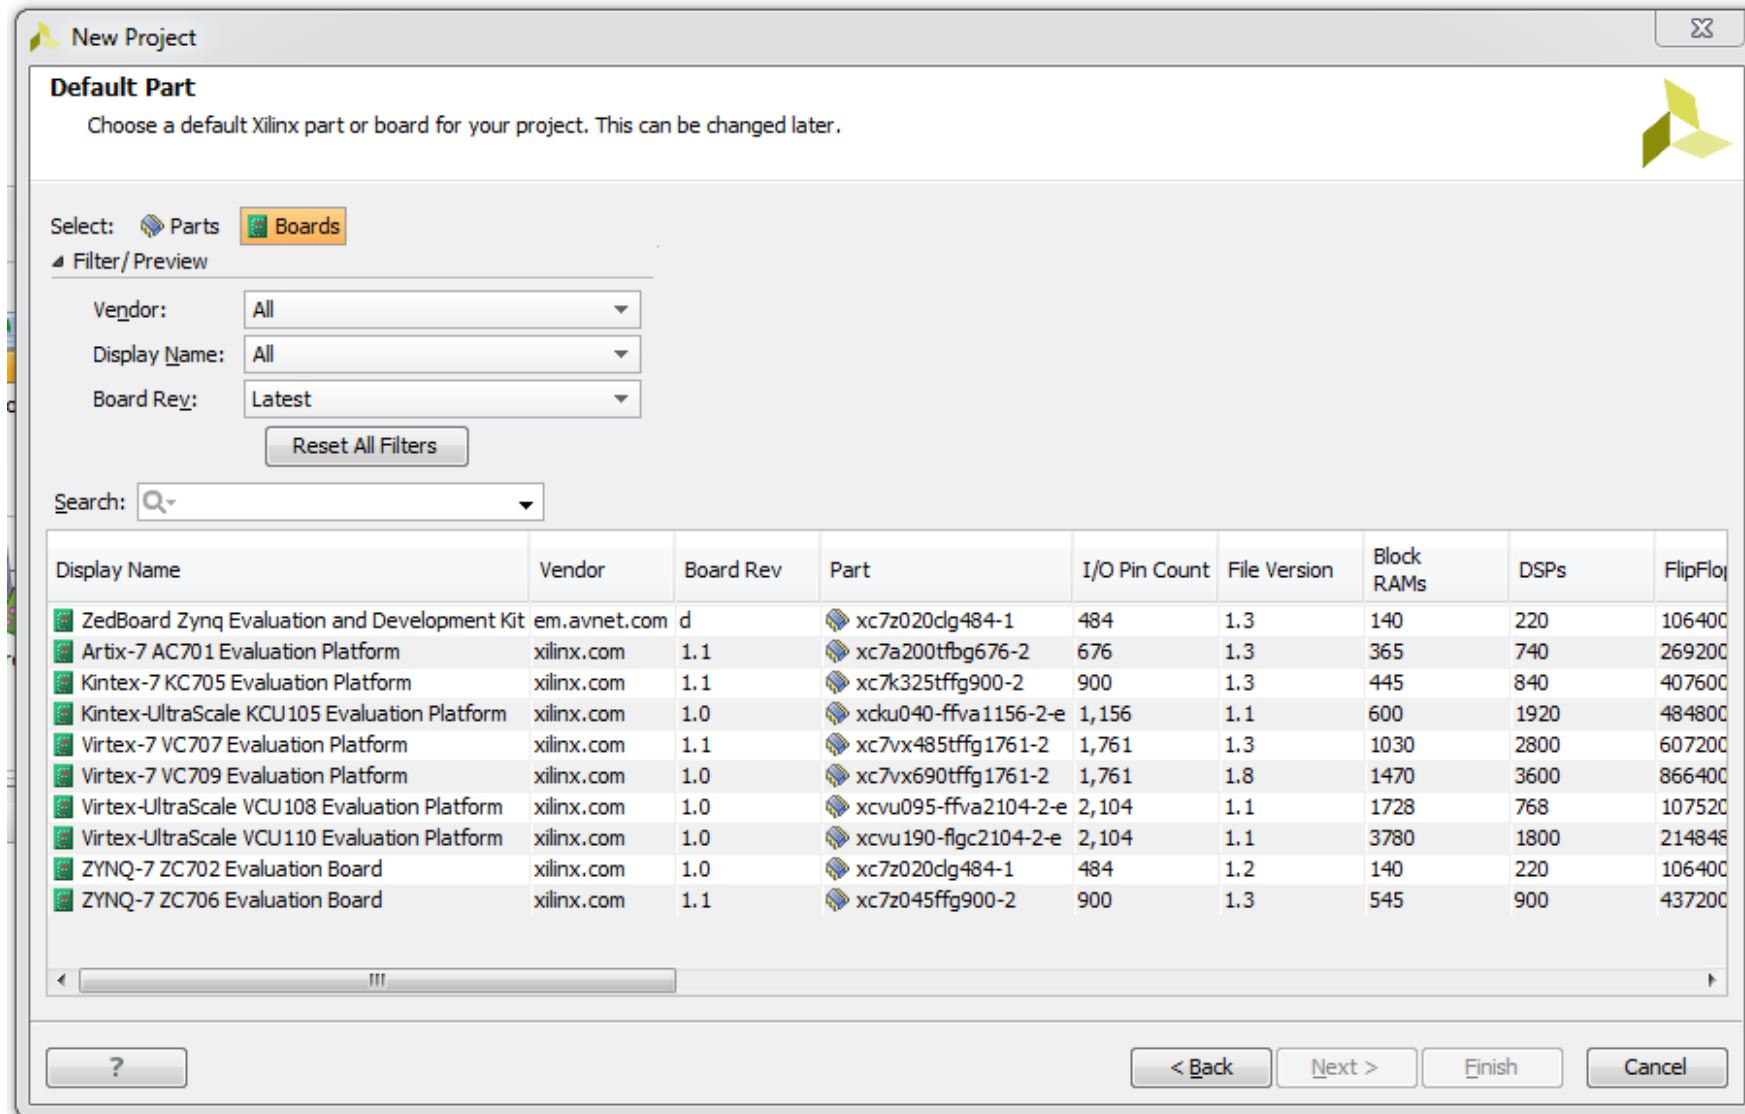 New Project
Default Part
Choose a default Xilinx part or board for your project. This can be changed later.
Select: Parts Boards
Filter/ Preview
Vendor: All
Display Name: All
Board Rev: Latest
Reset All Filters
Search:
Display Name Vendor Board Rev Part I/O Pin Count File Version Block RAMs DSPs FlipFlo
ZedBoard Zynq Evaluation and Development Kit em.avnet.com d xc7z020clg484-1 484 1.3 140 220 106400
Artix-7 AC701 Evaluation Platform xilinx.com 1.1 xc7a200tfbg676-2 676 1.3 365 740 269200
Kintex-7 KC705 Evaluation Platform xilinx.com 1.1 xc7k325tffg900-2 900 1.3 445 840 407600
Kintex-UltraScale KCU105 Evaluation Platform xilinx.com 1.0 xcku040-ffva1156-2-e 1,156 1.1 600 1920 484800
Virtex-7 VC707 Evaluation Platform xilinx.com 1.1 xc7vx485tffg1761-2 1,761 1.3 1030 2800 607200
Virtex-7 VC709 Evaluation Platform xilinx.com 1.0 xc7vx690tffg1761-2 1,761 1.8 1470 3600 866400
Virtex-UltraScale VCU108 Evaluation Platform xilinx.com 1.0 xcvu095-ffva2104-2-e 2,104 1.1 1728 768 107520
Virtex-UltraScale VCU110 Evaluation Platform xilinx.com 1.0 xcvu190-flgc2104-2-e 2,104 1.1 3780 1800 214848
ZYNQ-7 ZC702 Evaluation Board xilinx.com 1.0 xc7z020clg484-1 484 1.2 140 220 106400
ZYNQ-7 ZC706 Evaluation Board xilinx.com 1.1 xc7z045ffg900-2 900 1.3 545 900 437200
? < Back Next > Finish Cancel